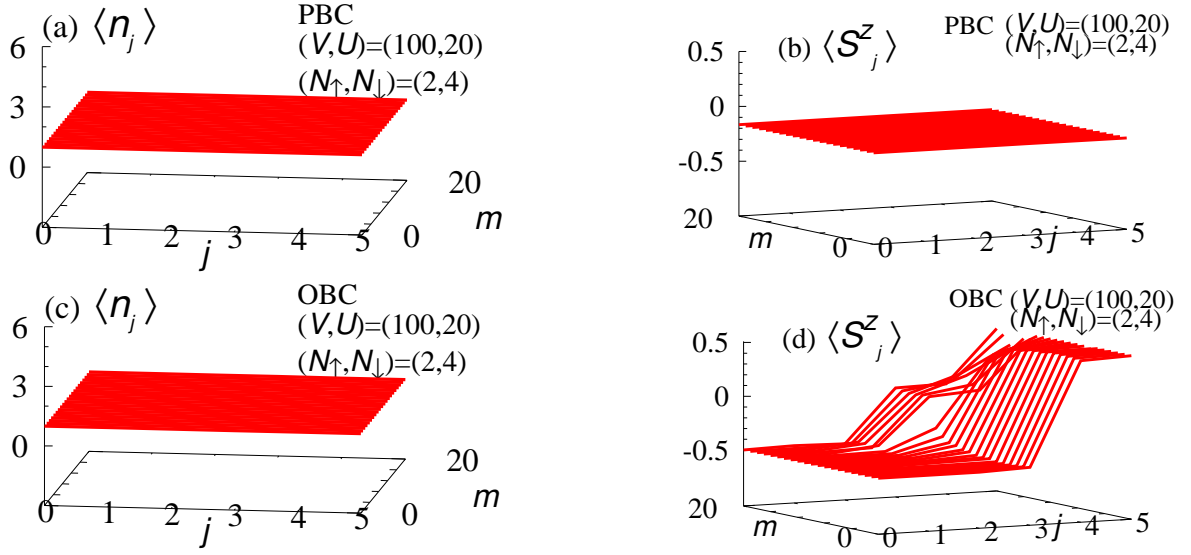 (a) ⟨n_j⟩
PBC
(V,U)=(100,20)
(N↑,N↓)=(2,4)
6
3
0
0 1 2 3 4 5
j
0
20
m
(b) ⟨S^z_j⟩
PBC (V,U)=(100,20)
(N↑,N↓)=(2,4)
0.5
0
-0.5
20
m
0
0 1 2 3 j 4 5
(c) ⟨n_j⟩
OBC
(V,U)=(100,20)
(N↑,N↓)=(2,4)
6
3
0
0 1 2 3 4 5
j
0
20
m
(d) ⟨S^z_j⟩
OBC (V,U)=(100,20)
(N↑,N↓)=(2,4)
0.5
0
-0.5
20
m
0
0 1 2 3 j 4 5